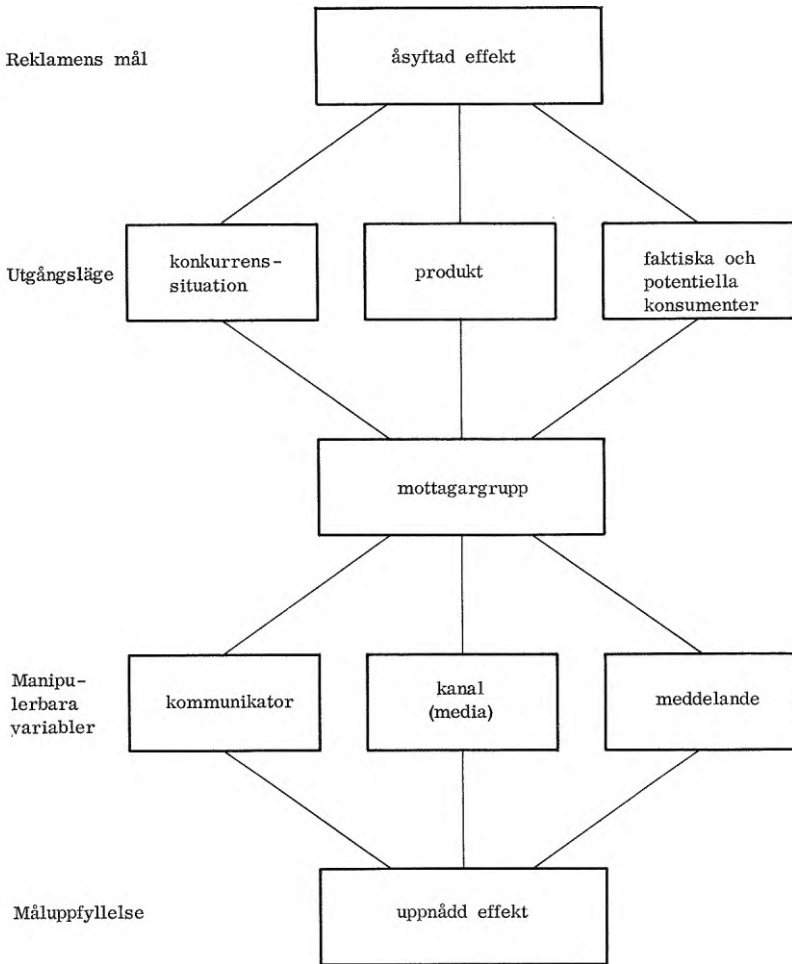 Reklamens mål
åsyftad effekt
Utgångsläge
konkurrens-
situation
produkt
faktiska och
potentiella
konsumenter
mottagargrupp
Manipu-
lerbara
variabler
kommunikator
kanal
(media)
meddelande
Måluppfyllelse
uppnådd effekt